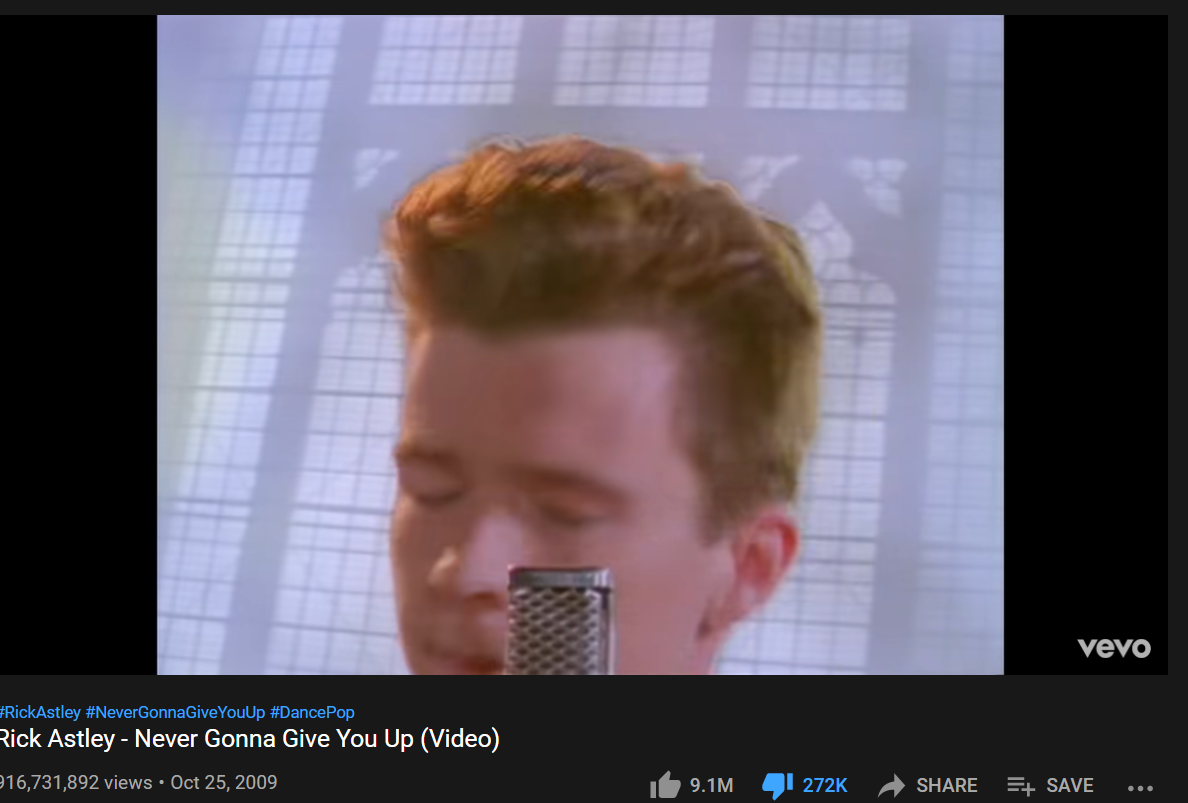 vevo
#RickAstley #NeverGonnaGiveYouUp #DancePop
Rick Astley - Never Gonna Give You Up (Video)
916,731,892 views • Oct 25, 2009
9.1M 272K SHARE SAVE